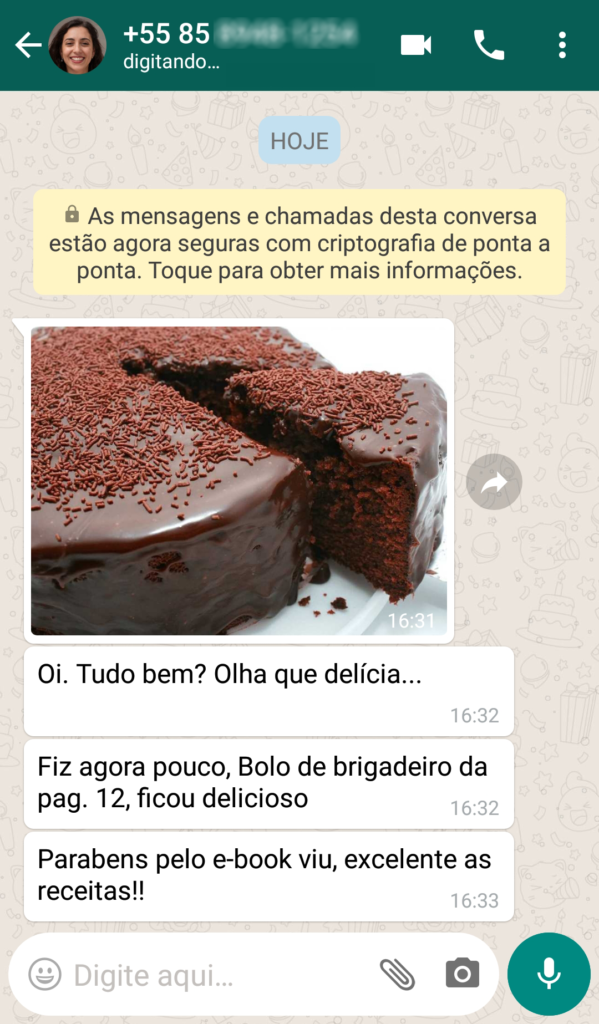 +55 85
digitando...
HOJE
As mensagens e chamadas desta conversa
estão agora seguras com criptografia de ponta a
ponta. Toque para obter mais informações.
16:31
Oi. Tudo bem? Olha que delícia...
16:32
Fiz agora pouco, Bolo de brigadeiro da
pag. 12, ficou delicioso
16:32
Parabens pelo e-book viu, excelente as
receitas!!
16:33
Digite aqui...